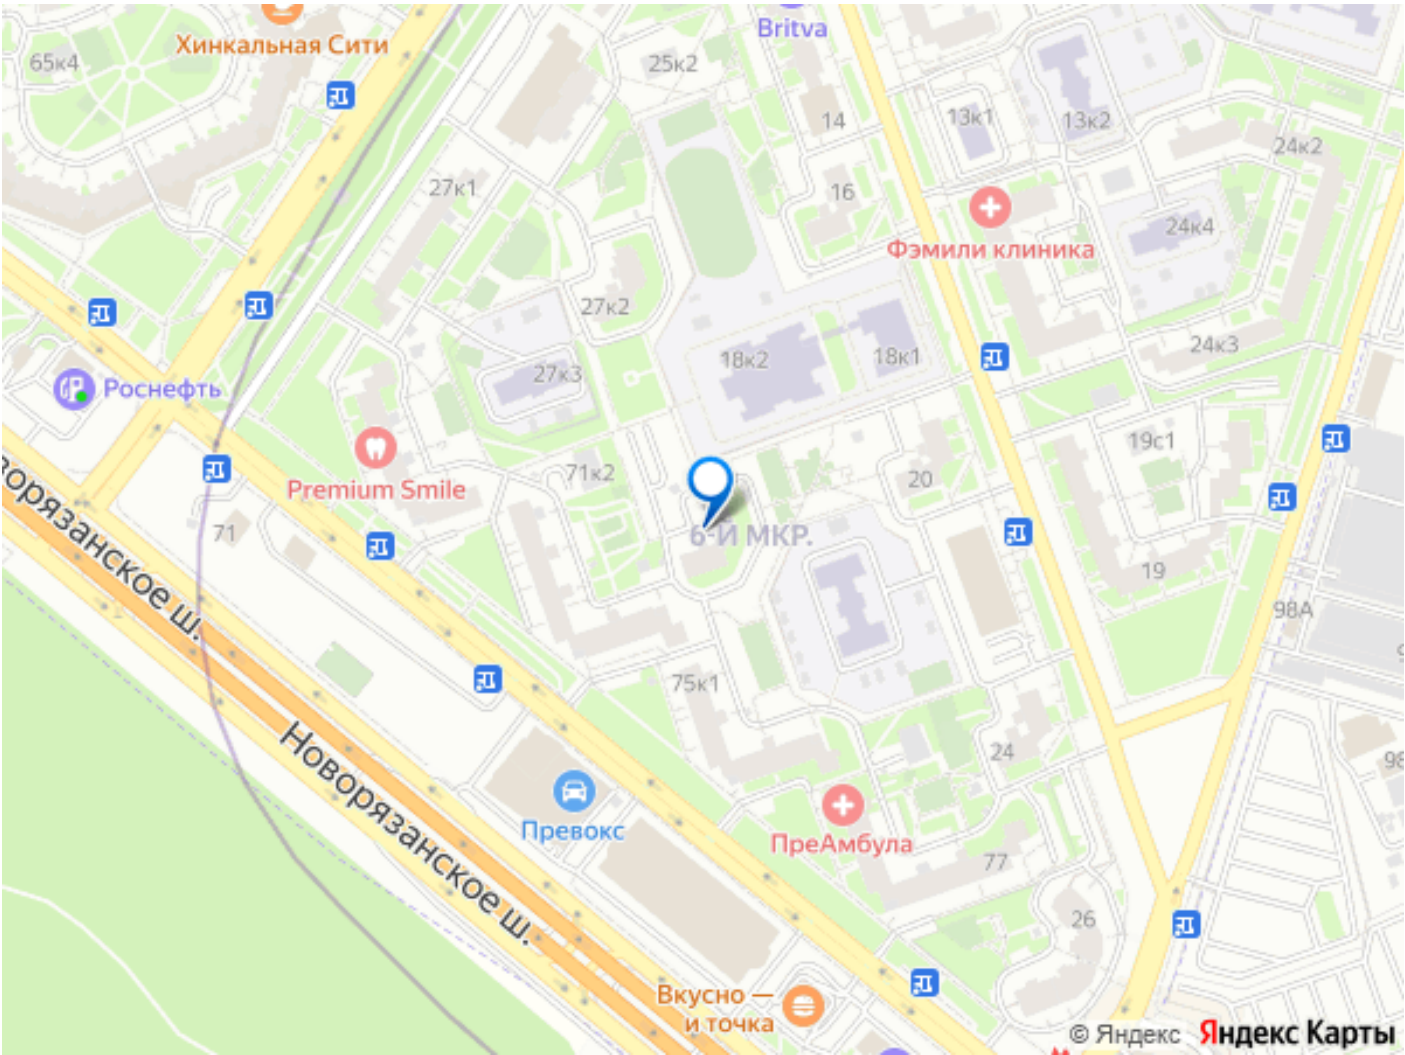 Britva
Хинкальная Сити
65к4
25к2
14
13к1
13к2
24к2
27к1
16
24к4
Фэмили клиника
27к2
18к2
18к1
24к3
27к3
Роснефть
19с1
71к2
20
Premium Smile
71
6-Й МКР.
19
98А
Новорязанское ш.
75к1
24
98
Новорязанское ш.
Превокс
ПреАмбула
77
26
Вкусно —
и точка
© Яндекс Яндекс Карты